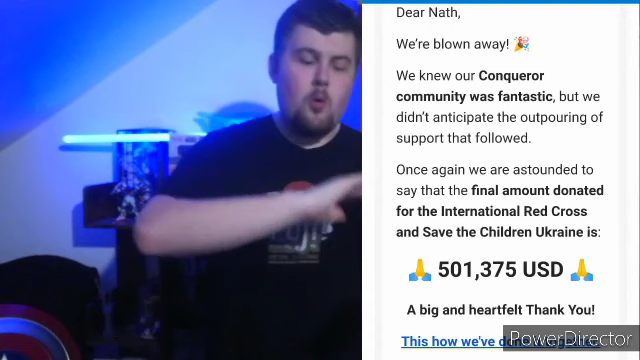 Dear Nath,
We're blown away! 🎉
We knew our Conqueror
community was fantastic, but we
didn't anticipate the outpouring of
support that followed.
Once again we are astounded to
say that the final amount donated
for the International Red Cross
and Save the Children Ukraine is:
🙏 501,375 USD 🙏
A big and heartfelt Thank You!
This how we've
PowerDirector